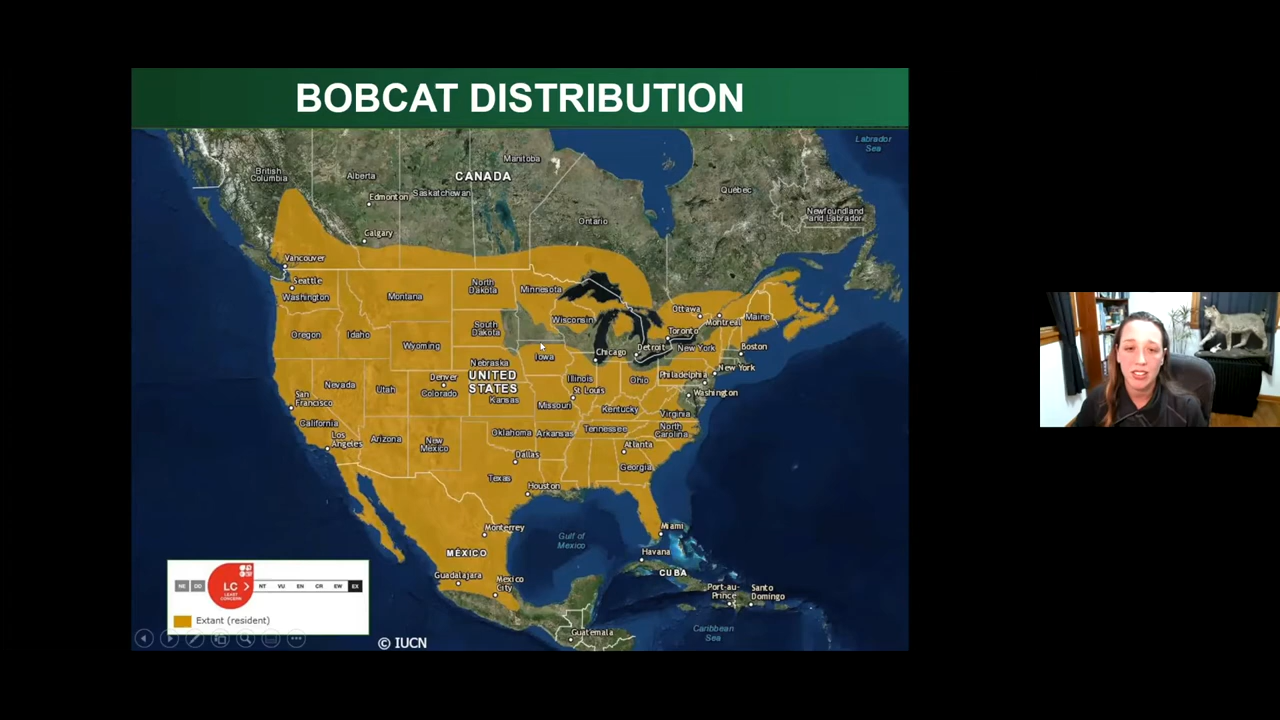 BOBCAT DISTRIBUTION
Labrador
Sea
Manitoba
British
Columbia
Alberta
CANADA
Edmonton
Saskatchewan
Québec
Newfoundland
and Labrador
Ontario
Calgary
Vancouver
Seattle
Washington
Montana
North
Dakota
Minnesota
Ottawa
Montreal
Maine
Oregon
Idaho
South
Dakota
Wisconsin
Toronto
Wyoming
Iowa
Chicago
Detroit
New York
Boston
Nebraska
UNITED
STATES
Nevada
Utah
Denver
Colorado
Kansas
Illinois
St Louis
Ohio
Philadelphia
New York
Washington
San
Francisco
California
Missouri
Kentucky
Virginia
Los
Angeles
Arizona
New
Mexico
Oklahoma
Arkansas
Tennessee
North
Carolina
Dallas
Atlanta
Georgia
Texas
Houston
Monterrey
Gulf of
Mexico
Miami
MÉXICO
Havana
CUBA
Guadalajara
Mexico
City
Port-au-
Prince
Santo
Domingo
Guatemala
Caribbean
Sea
NE DD LC NT VU EN CR EW EX
LEAST
CONCERN
Extant (resident)
© IUCN